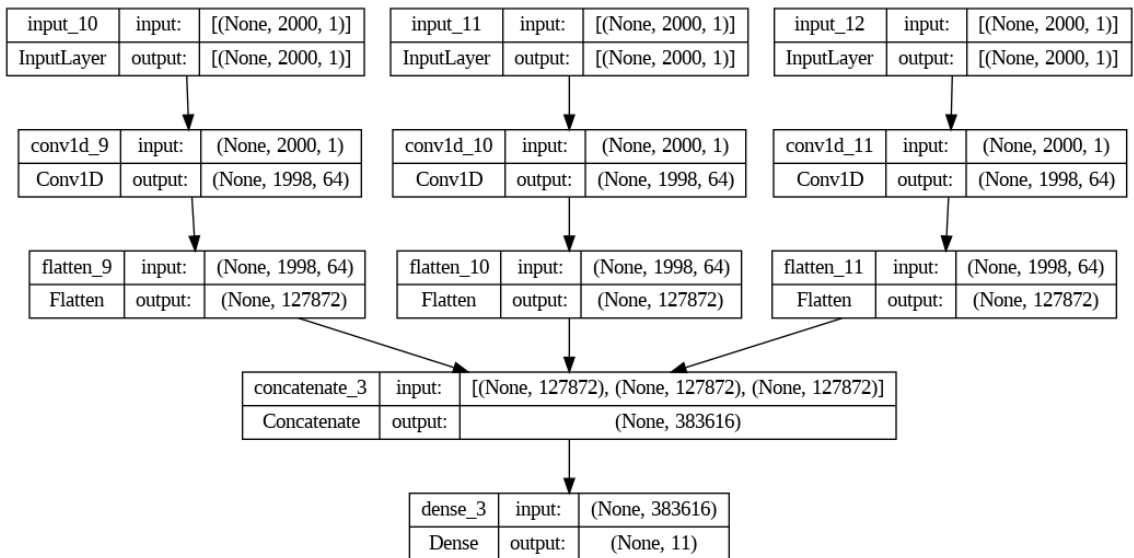 input_10 input: [(None, 2000, 1)]
InputLayer output: [(None, 2000, 1)]
input_11 input: [(None, 2000, 1)]
InputLayer output: [(None, 2000, 1)]
input_12 input: [(None, 2000, 1)]
InputLayer output: [(None, 2000, 1)]
conv1d_9 input: (None, 2000, 1)
Conv1D output: (None, 1998, 64)
conv1d_10 input: (None, 2000, 1)
Conv1D output: (None, 1998, 64)
conv1d_11 input: (None, 2000, 1)
Conv1D output: (None, 1998, 64)
flatten_9 input: (None, 1998, 64)
Flatten output: (None, 127872)
flatten_10 input: (None, 1998, 64)
Flatten output: (None, 127872)
flatten_11 input: (None, 1998, 64)
Flatten output: (None, 127872)
concatenate_3 input: [(None, 127872), (None, 127872), (None, 127872)]
Concatenate output: (None, 383616)
dense_3 input: (None, 383616)
Dense output: (None, 11)